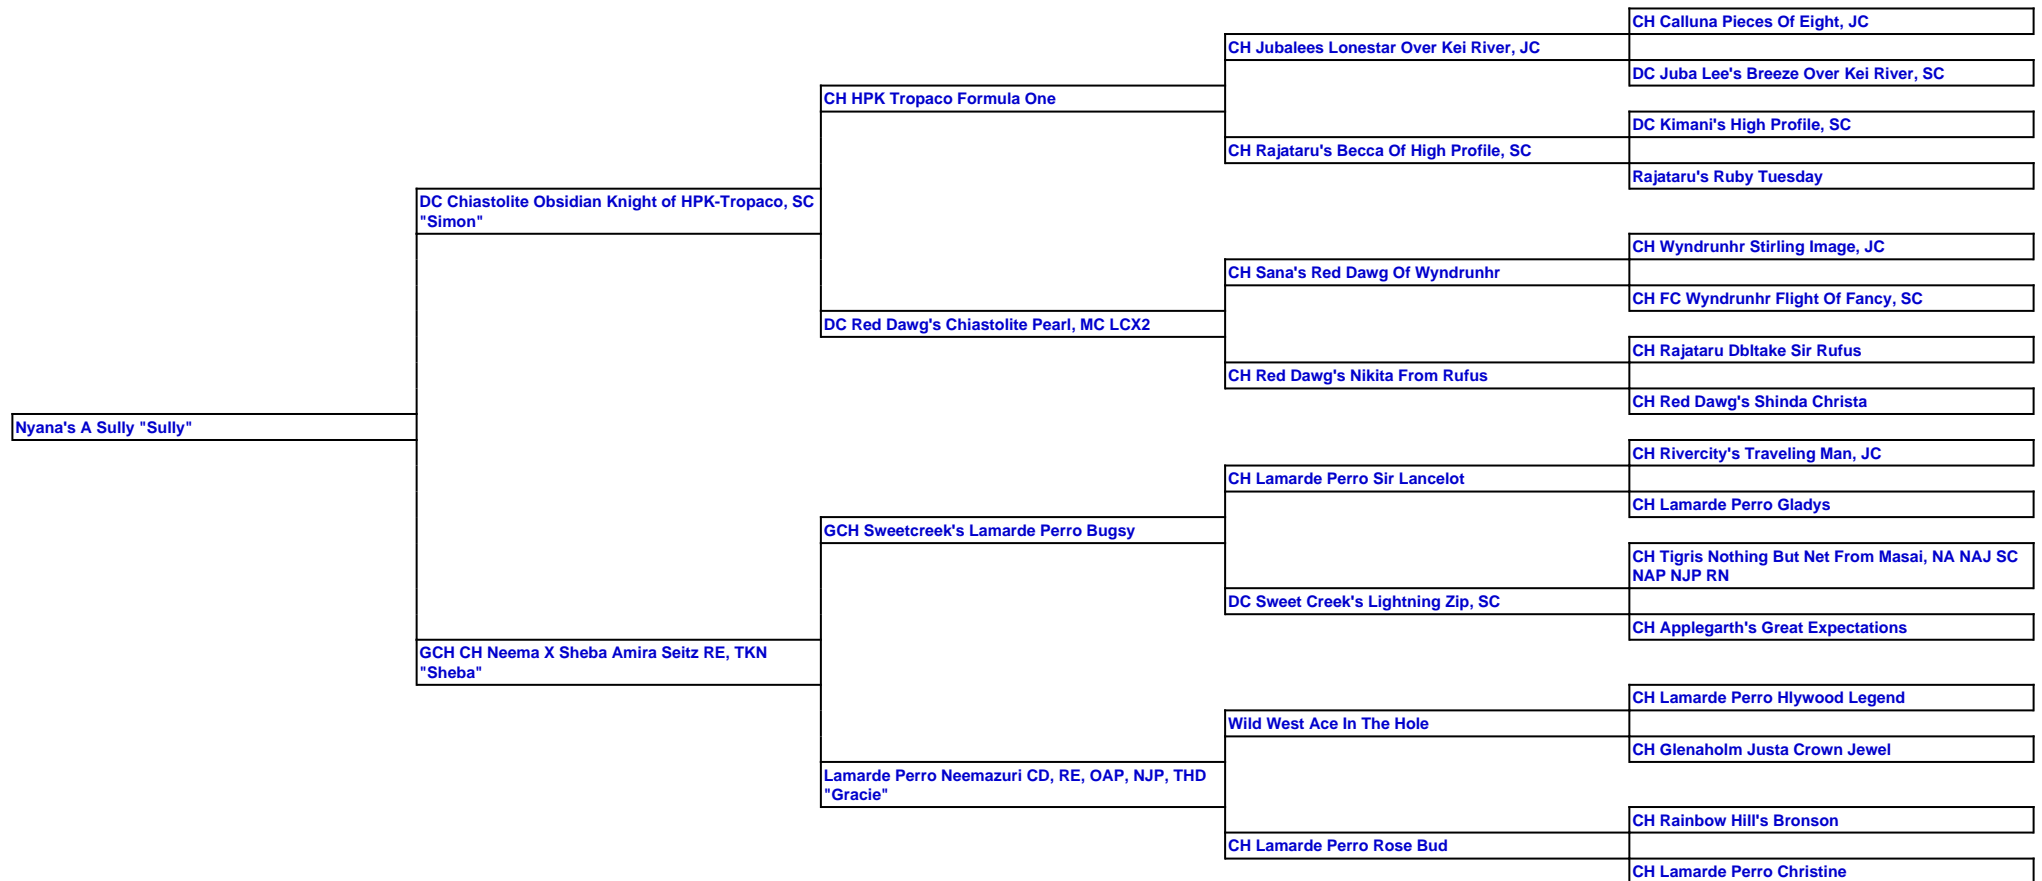 CH Calluna Pieces Of Eight, JC
CH Jubalees Lonestar Over Kei River, JC
DC Juba Lee's Breeze Over Kei River, SC
CH HPK Tropaco Formula One
DC Kimani's High Profile, SC
CH Rajataru's Becca Of High Profile, SC
Rajataru's Ruby Tuesday
DC Chiastolite Obsidian Knight of HPK-Tropaco, SC
"Simon"
CH Wyndrunhr Stirling Image, JC
CH Sana's Red Dawg Of Wyndrunhr
CH FC Wyndrunhr Flight Of Fancy, SC
DC Red Dawg's Chiastolite Pearl, MC LCX2
CH Rajataru Dbltake Sir Rufus
CH Red Dawg's Nikita From Rufus
CH Red Dawg's Shinda Christa
Nyana's A Sully "Sully"
CH Rivercity's Traveling Man, JC
CH Lamarde Perro Sir Lancelot
CH Lamarde Perro Gladys
GCH Sweetcreek's Lamarde Perro Bugsy
CH Tigris Nothing But Net From Masai, NA NAJ SC
NAP NJP RN
DC Sweet Creek's Lightning Zip, SC
CH Applegarth's Great Expectations
GCH CH Neema X Sheba Amira Seitz RE, TKN
"Sheba"
CH Lamarde Perro Hlywood Legend
Wild West Ace In The Hole
CH Glenaholm Justa Crown Jewel
Lamarde Perro Neemazuri CD, RE, OAP, NJP, THD
"Gracie"
CH Rainbow Hill's Bronson
CH Lamarde Perro Rose Bud
CH Lamarde Perro Christine